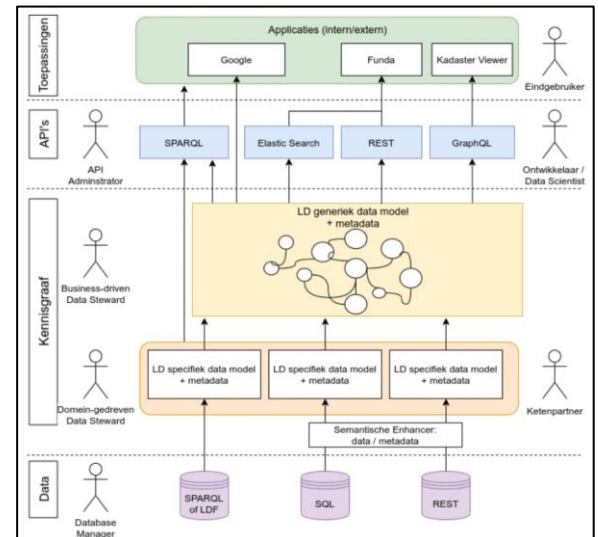 Toepassingen
Applicaties (intern/extern)
Google
Funda
Kadaster Viewer
Eindgebruiker
API's
API
Adminstrator
SPARQL
Elastic Search
REST
GraphQL
Ontwikkelaar /
Data Scientist
Kennisgraaf
LD generiek data model
+ metadata
Business-driven
Data Steward
LD specifiek data model
+ metadata
LD specifiek data model
+ metadata
LD specifiek data model
+ metadata
Domein-gedreven
Data Steward
Ketenpartner
Semantische Enhancer:
data / metadata
Data
Database
Manager
SPARQL
of LDF
SQL
REST